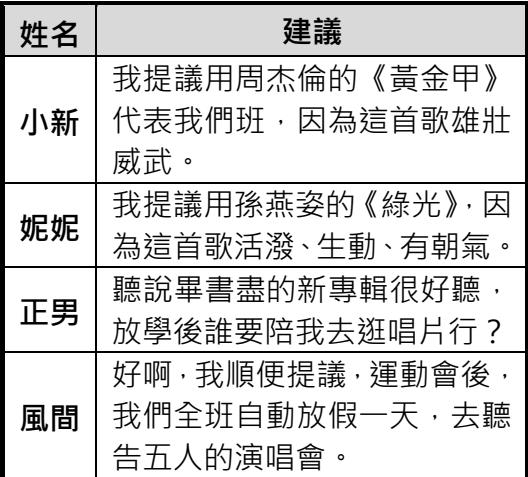 姓名 建議
小新
我提議用周杰倫的《黃金甲》
代表我們班，因為這首歌雄壯
威武。
妮妮
我提議用孫燕姿的《綠光》，因
為這首歌活潑、生動、有朝氣。
正男
聽說畢書盡的新專輯很好聽，
放學後誰要陪我去逛唱片行？
風間
好啊，我順便提議，運動會後，
我們全班自動放假一天，去聽
告五人的演唱會。